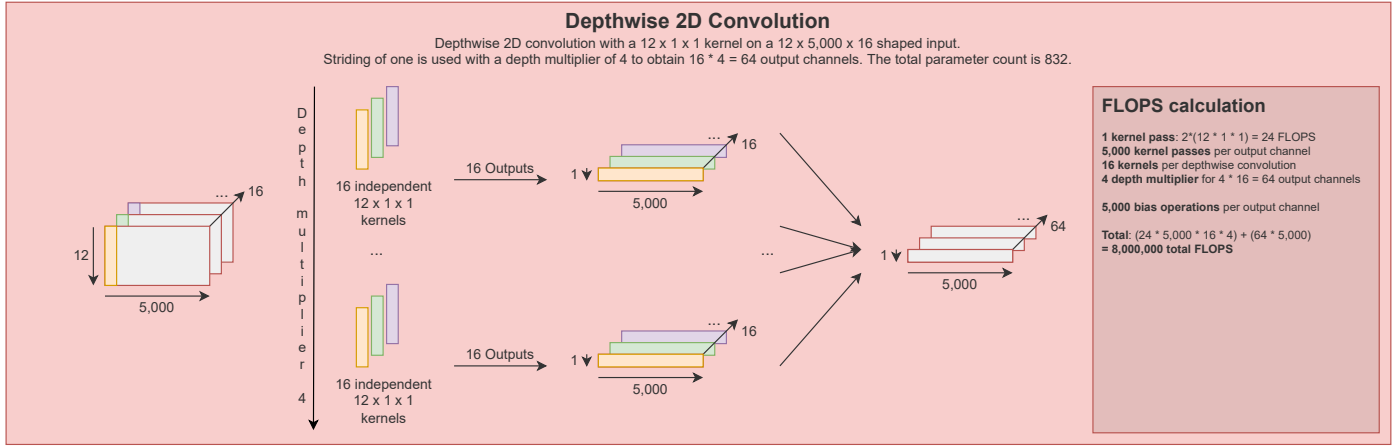 Depthwise 2D Convolution
Depthwise 2D convolution with a 12 x 1 x 1 kernel on a 12 x 5,000 x 16 shaped input.
Striding of one is used with a depth multiplier of 4 to obtain 16 * 4 = 64 output channels. The total parameter count is 832.
12
5,000
...
16
Depth multiplier 4
16 independent
12 x 1 x 1
kernels
...
16 independent
12 x 1 x 1
kernels
16 Outputs
16 Outputs
1
5,000
...
16
...
1
5,000
...
16
1
5,000
...
64
FLOPS calculation
1 kernel pass: 2*(12 * 1 * 1) = 24 FLOPS
5,000 kernel passes per output channel
16 kernels per depthwise convolution
4 depth multiplier for 4 * 16 = 64 output channels
5,000 bias operations per output channel
Total: (24 * 5,000 * 16 * 4) + (64 * 5,000)
= 8,000,000 total FLOPS